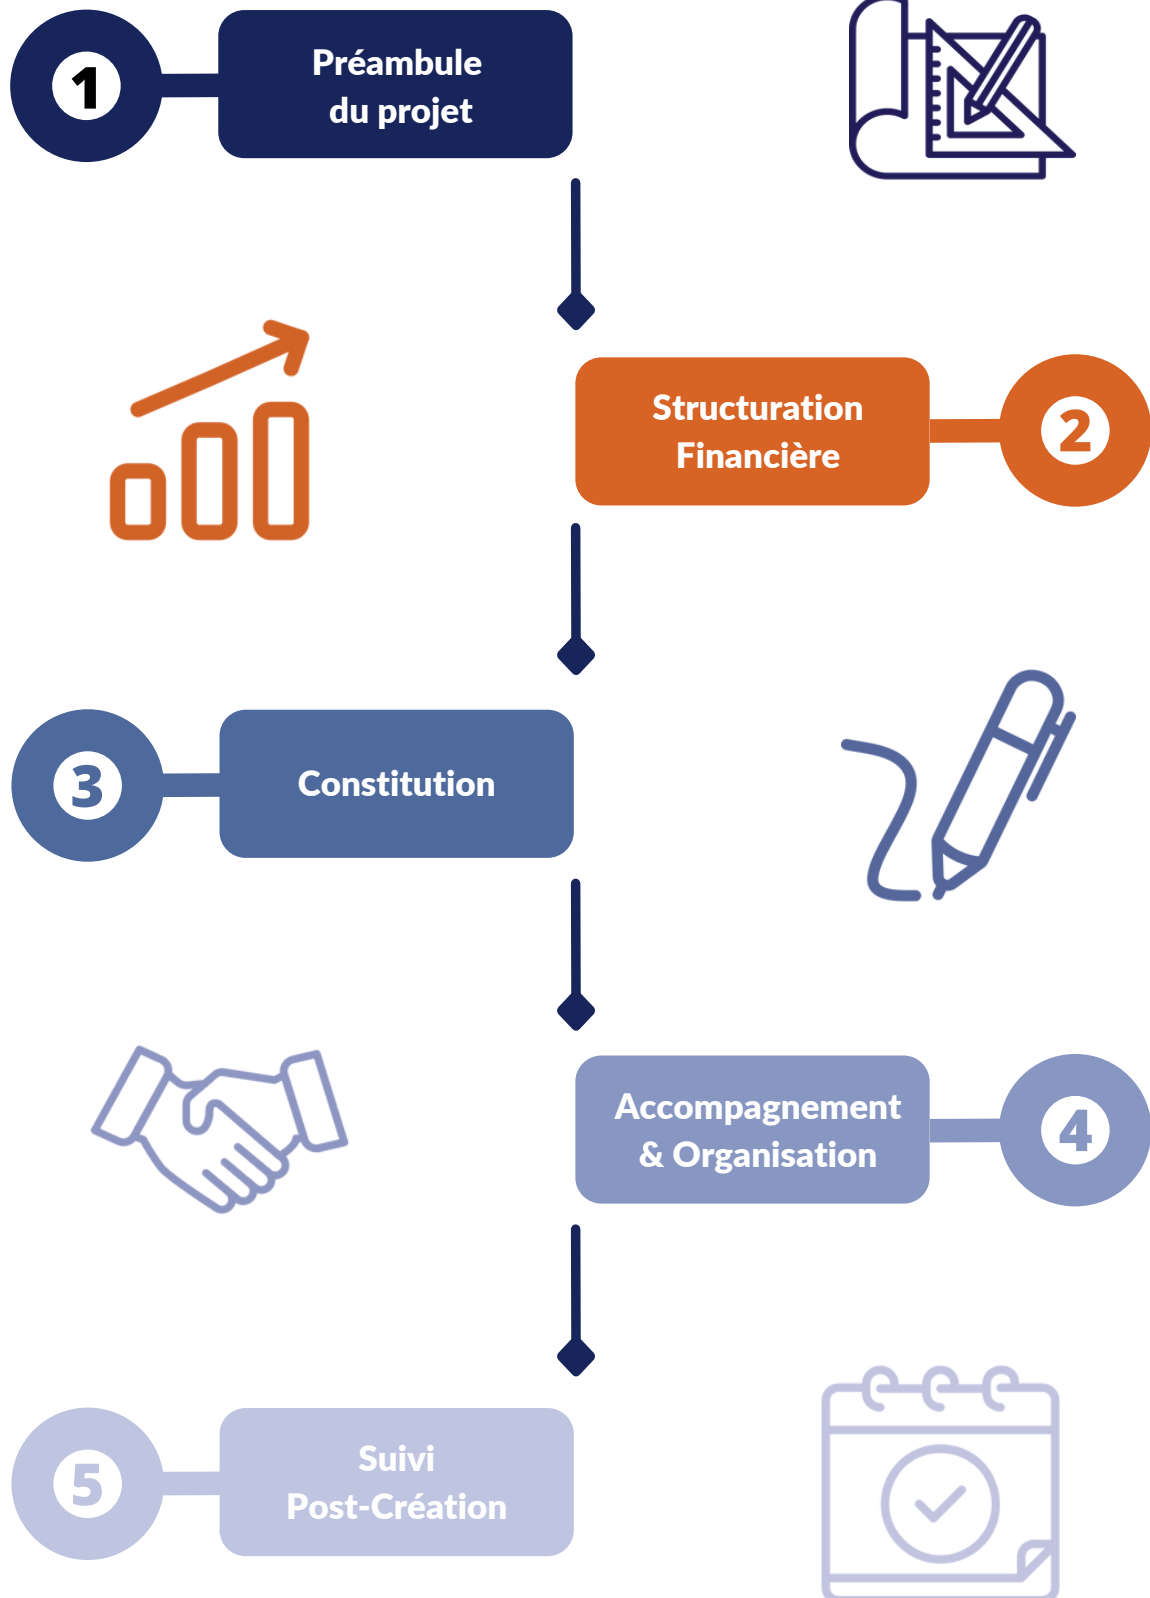 1
Préambule
du projet
Structuration
Financière
2
3
Constitution
Accompagnement
& Organisation
4
5
Suivi
Post-Création